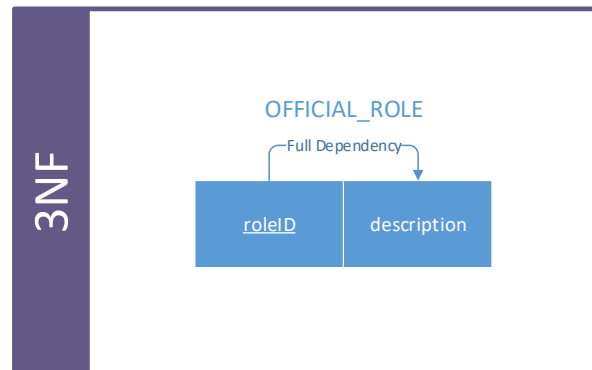 3NF
OFFICIAL_ROLE
Full Dependency
roleID
description